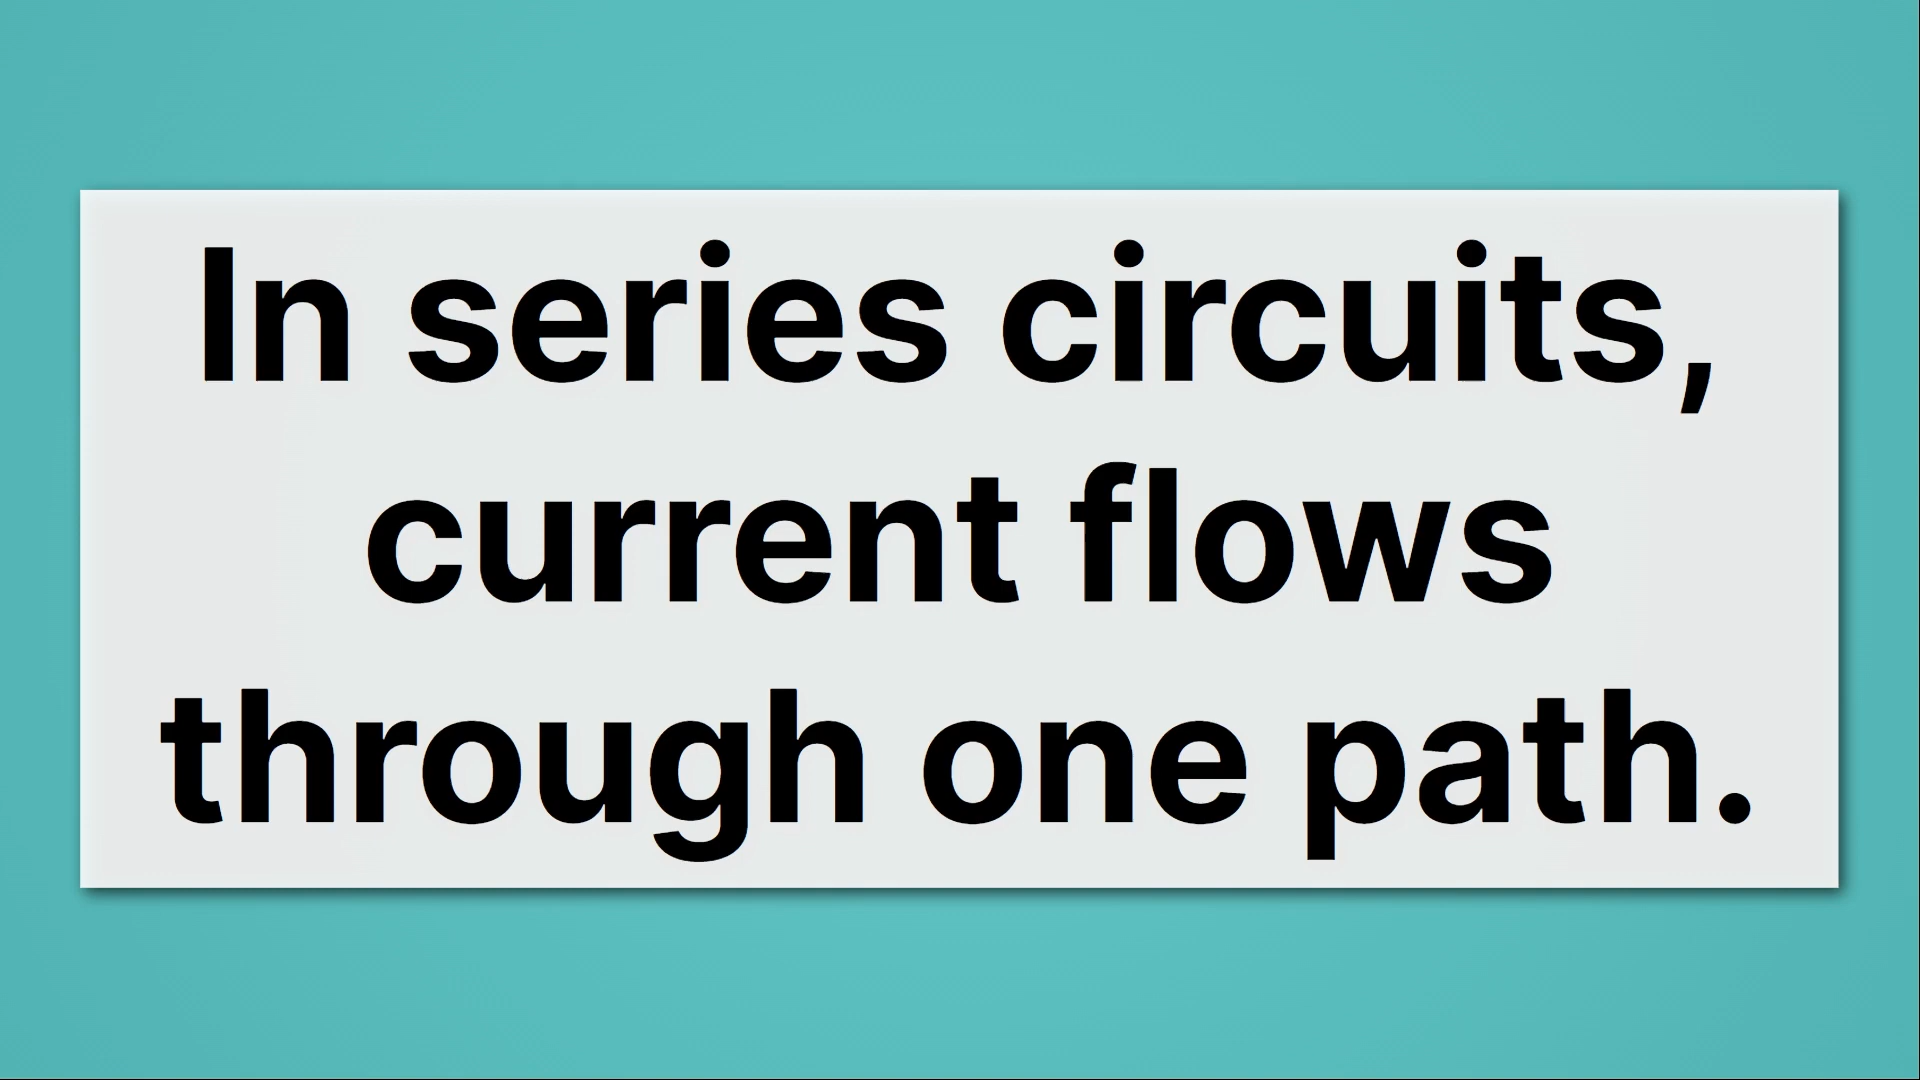 In series circuits,
current flows
through one path.